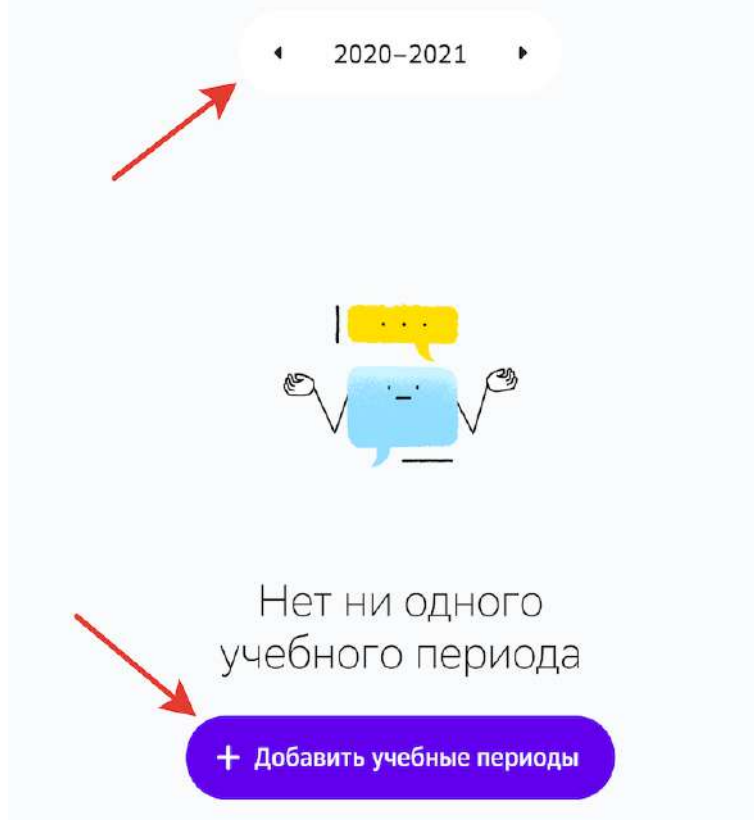 2020–2021
Нет ни одного
учебного периода
+ Добавить учебные периоды